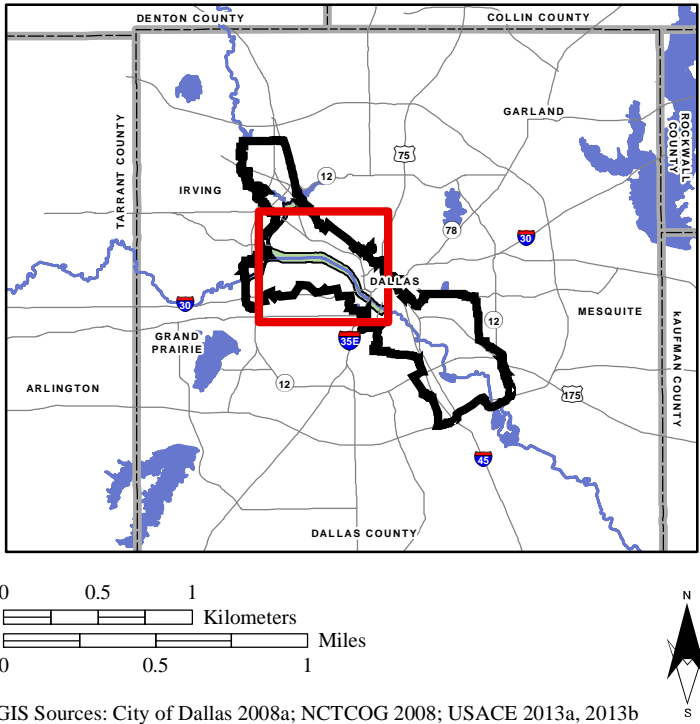 DENTON COUNTY
COLLIN COUNTY
TARRANT COUNTY
ROCKWALL
COUNTY
GARLAND
75
12
IRVING
78
30
DALLAS
30
MESQUITE
12
GRAND
PRAIRIE
35E
KAUFMAN COUNTY
ARLINGTON
12
175
45
DALLAS COUNTY
0 0.5 1
Kilometers
Miles
0 0.5 1
N
S
GIS Sources: City of Dallas 2008a; NCTCOG 2008; USACE 2013a, 2013b